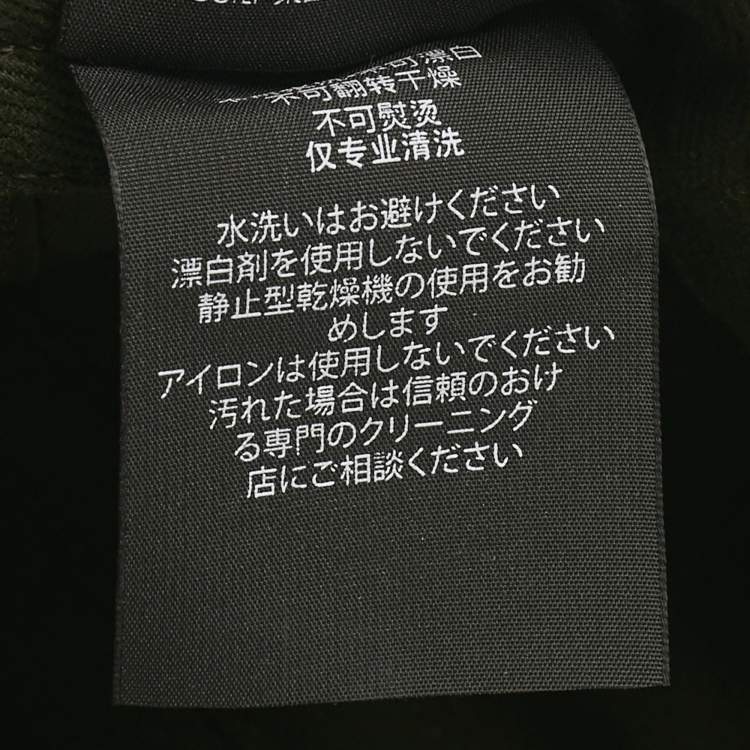 可漂白
不可翻转干燥
不可熨烫
仅专业清洗
水洗いはお避けください
漂白剤を使用しないでください
静止型乾燥機の使用をお勧
めします
アイロンは使用しないでください
汚れた場合は信頼のおけ
る専門のクリーニング
店にご相談ください